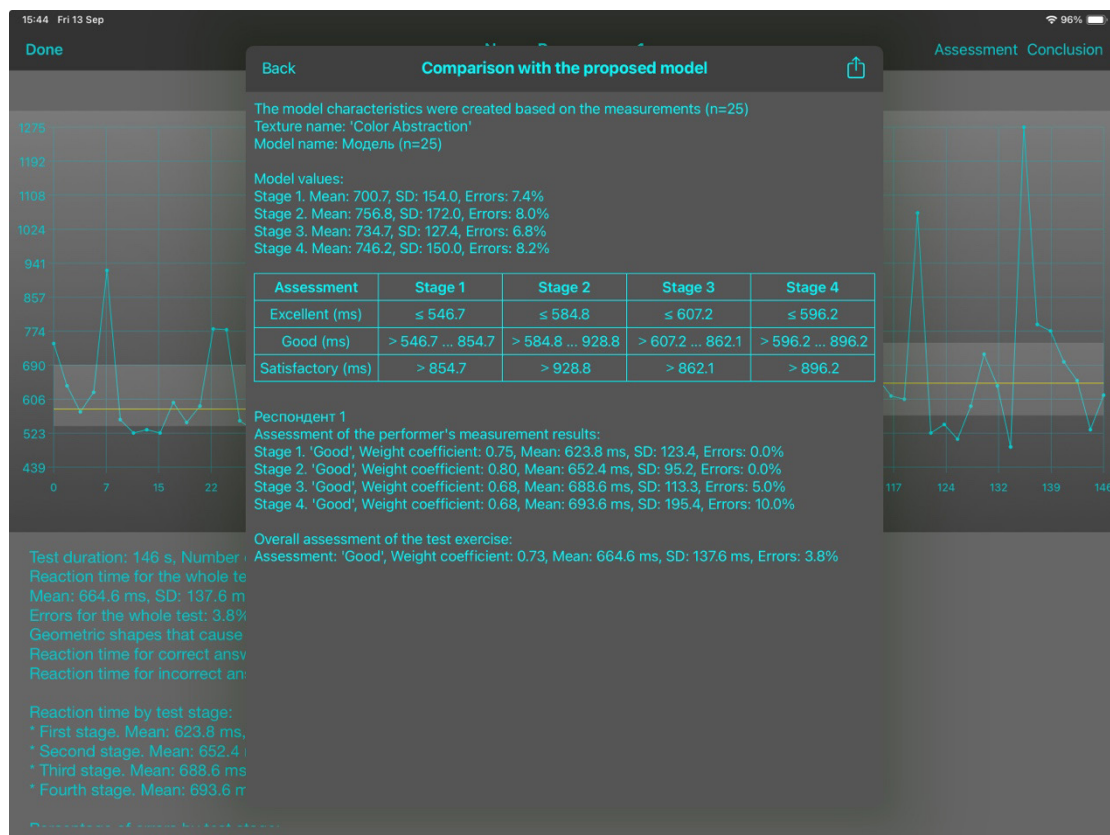 15:44 Fri 13 Sep
96%
Done
Assessment Conclusion
Back
Comparison with the proposed model
The model characteristics were created based on the measurements (n=25)
Texture name: 'Color Abstraction'
Model name: Модель (n=25)
Model values:
Stage 1. Mean: 700.7, SD: 154.0, Errors: 7.4%
Stage 2. Mean: 756.8, SD: 172.0, Errors: 8.0%
Stage 3. Mean: 734.7, SD: 127.4, Errors: 6.8%
Stage 4. Mean: 746.2, SD: 150.0, Errors: 8.2%
Assessment Stage 1 Stage 2 Stage 3 Stage 4
Excellent (ms) ≤ 546.7 ≤ 584.8 ≤ 607.2 ≤ 596.2
Good (ms) > 546.7 ... 854.7 > 584.8 ... 928.8 > 607.2 ... 862.1 > 596.2 ... 896.2
Satisfactory (ms) > 854.7 > 928.8 > 862.1 > 896.2
Респондент 1
Assessment of the performer's measurement results:
Stage 1. 'Good', Weight coefficient: 0.75, Mean: 623.8 ms, SD: 123.4, Errors: 0.0%
Stage 2. 'Good', Weight coefficient: 0.80, Mean: 652.4 ms, SD: 95.2, Errors: 0.0%
Stage 3. 'Good', Weight coefficient: 0.68, Mean: 688.6 ms, SD: 113.3, Errors: 5.0%
Stage 4. 'Good', Weight coefficient: 0.68, Mean: 693.6 ms, SD: 195.4, Errors: 10.0%
Overall assessment of the test exercise:
Assessment: 'Good', Weight coefficient: 0.73, Mean: 664.6 ms, SD: 137.6 ms, Errors: 3.8%
1275
1192
1108
1024
941
857
774
690
606
523
439
0 7 15 22
117 124 132 139 146
Test duration: 146 s, Number
Reaction time for the whole te
Mean: 664.6 ms, SD: 137.6 m
Errors for the whole test: 3.8%
Geometric shapes that cause
Reaction time for correct answ
Reaction time for incorrect an
Reaction time by test stage:
* First stage. Mean: 623.8 ms,
* Second stage. Mean: 652.4
* Third stage. Mean: 688.6 ms
* Fourth stage. Mean: 693.6 m